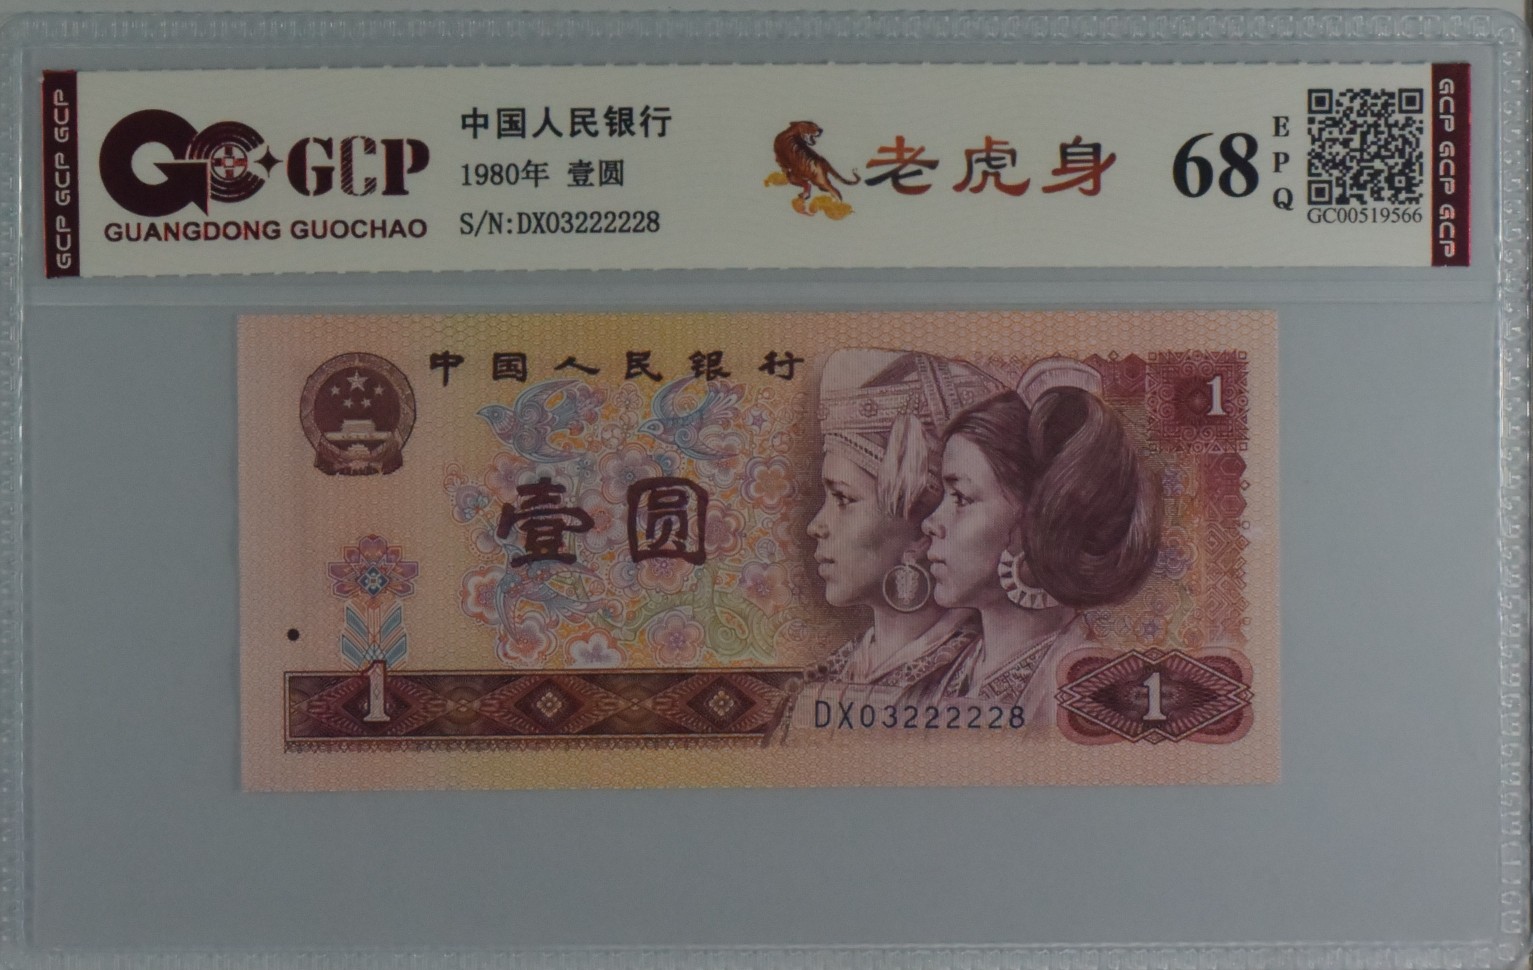 GCP GCP GCP
GCP
GUANGDONG GUOCHAO
中国人民银行
1980年 壹圆
S/N:DX03222228
老虎身
68
EPQ
GC00519566
GCP GCP GCP
中国人民银行
1
壹圆
1
DX03222228
1